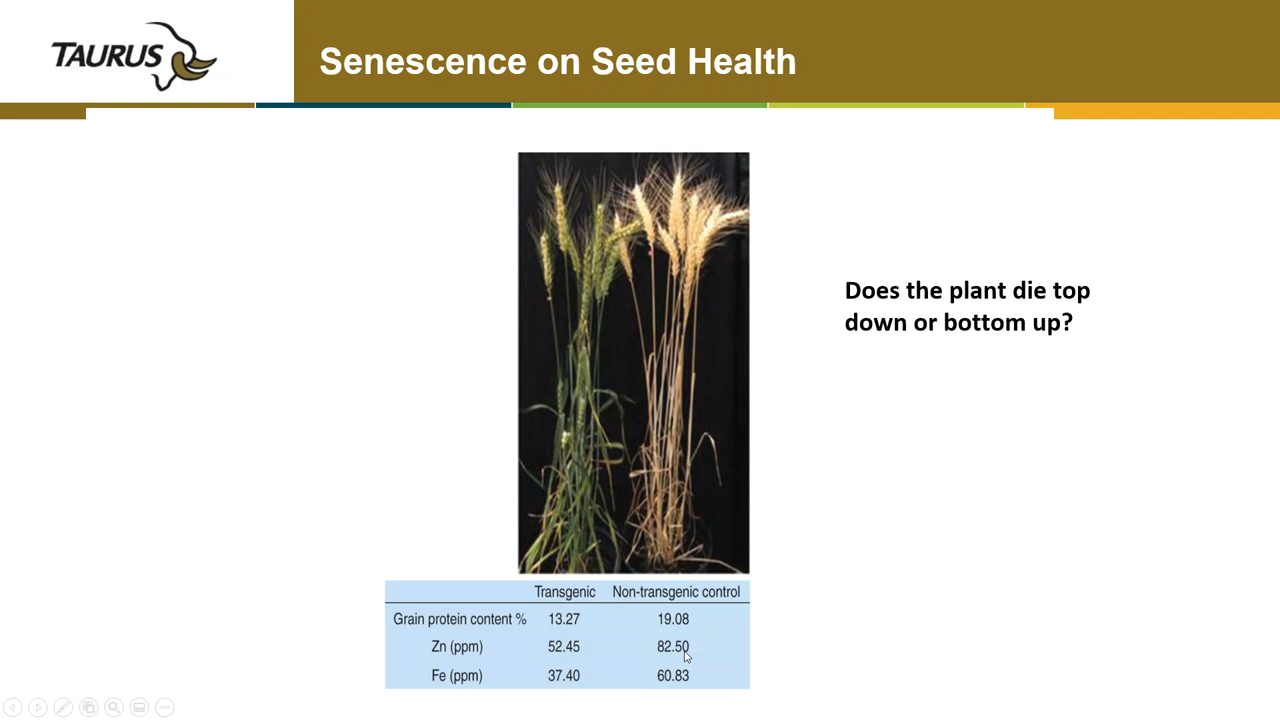 TAURUS
Senescence on Seed Health
Does the plant die top
down or bottom up?
Transgenic Non-transgenic control
Grain protein content % 13.27 19.08
Zn (ppm) 52.45 82.50
Fe (ppm) 37.40 60.83